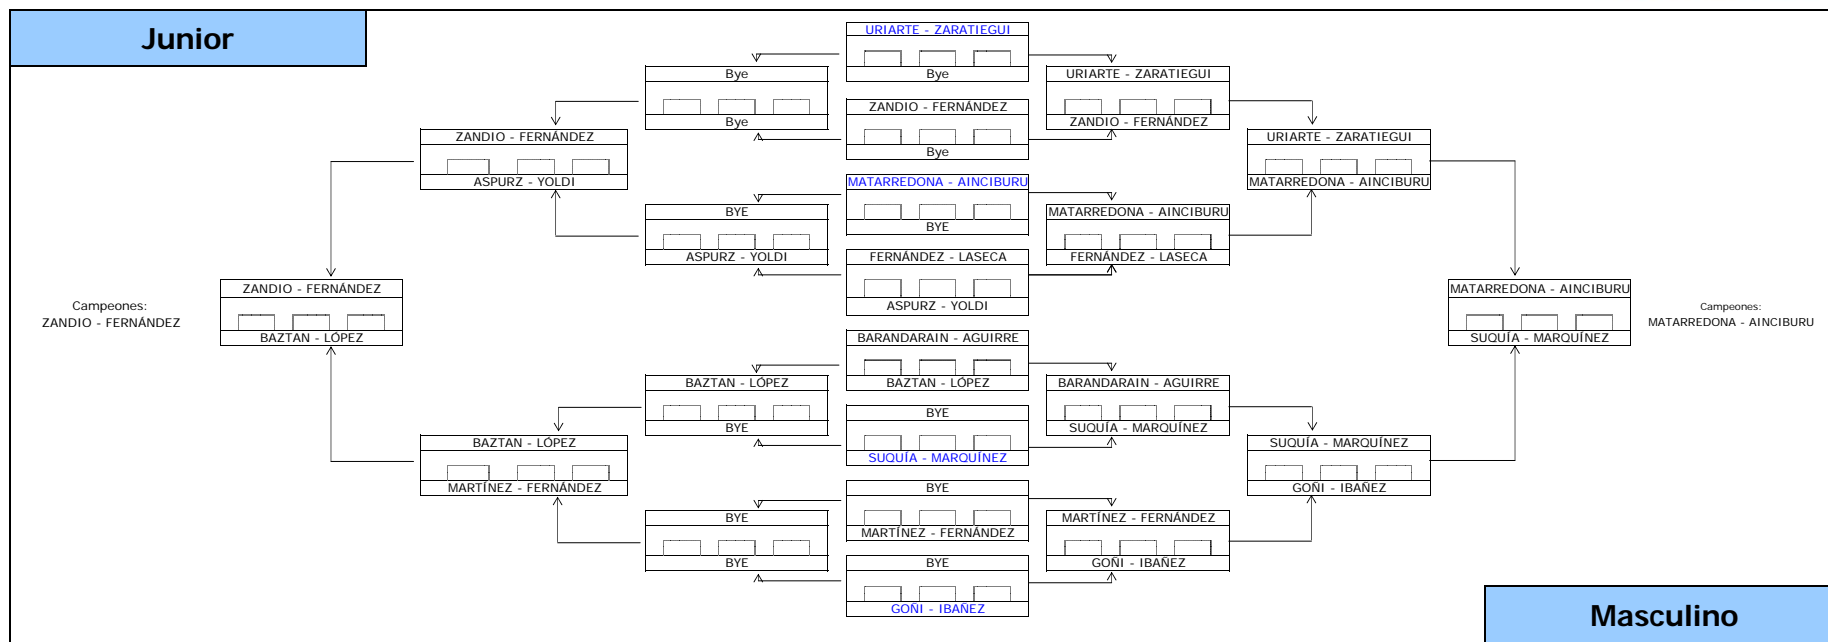 Junior
URIARTE - ZARATIEGUI
Bye
Bye
Bye
URIARTE - ZARATIEGUI
ZANDIO - FERNÁNDEZ
ZANDIO - FERNÁNDEZ
Bye
ZANDIO - FERNÁNDEZ
ASPURZ - YOLDI
URIARTE - ZARATIEGUI
MATARREDONA - AINCIBURU
MATARREDONA - AINCIBURU
BYE
BYE
ASPURZ - YOLDI
MATARREDONA - AINCIBURU
FERNÁNDEZ - LASECA
FERNÁNDEZ - LASECA
ASPURZ - YOLDI
Campeones:
ZANDIO - FERNÁNDEZ
ZANDIO - FERNÁNDEZ
BAZTAN - LÓPEZ
MATARREDONA - AINCIBURU
SUQUÍA - MARQUÍNEZ
Campeones:
MATARREDONA - AINCIBURU
BARANDARAIN - AGUIRRE
BAZTAN - LÓPEZ
BAZTAN - LÓPEZ
BYE
BARANDARAIN - AGUIRRE
SUQUÍA - MARQUÍNEZ
BYE
SUQUÍA - MARQUÍNEZ
BAZTAN - LÓPEZ
MARTÍNEZ - FERNÁNDEZ
SUQUÍA - MARQUÍNEZ
GOÑI - IBAÑEZ
BYE
MARTÍNEZ - FERNÁNDEZ
BYE
BYE
MARTÍNEZ - FERNÁNDEZ
GOÑI - IBAÑEZ
BYE
GOÑI - IBAÑEZ
Masculino